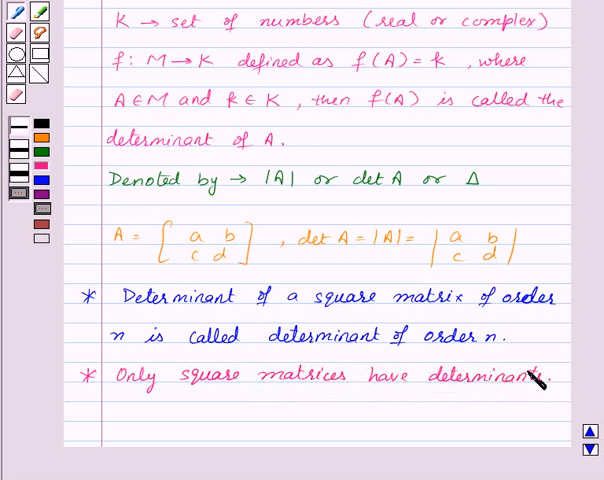 K → set of numbers (real or complex)
f: M → K defined as f(A) = k, where
A ∈ M and k ∈ K, then f(A) is called the
determinant of A.
Denoted by → |A| or det A or Δ
A = [ a b ] , det A = |A| = | a b |
c d c d
* Determinant of a square matrix of order
n is called determinant of order n.
* Only square matrices have determinants.